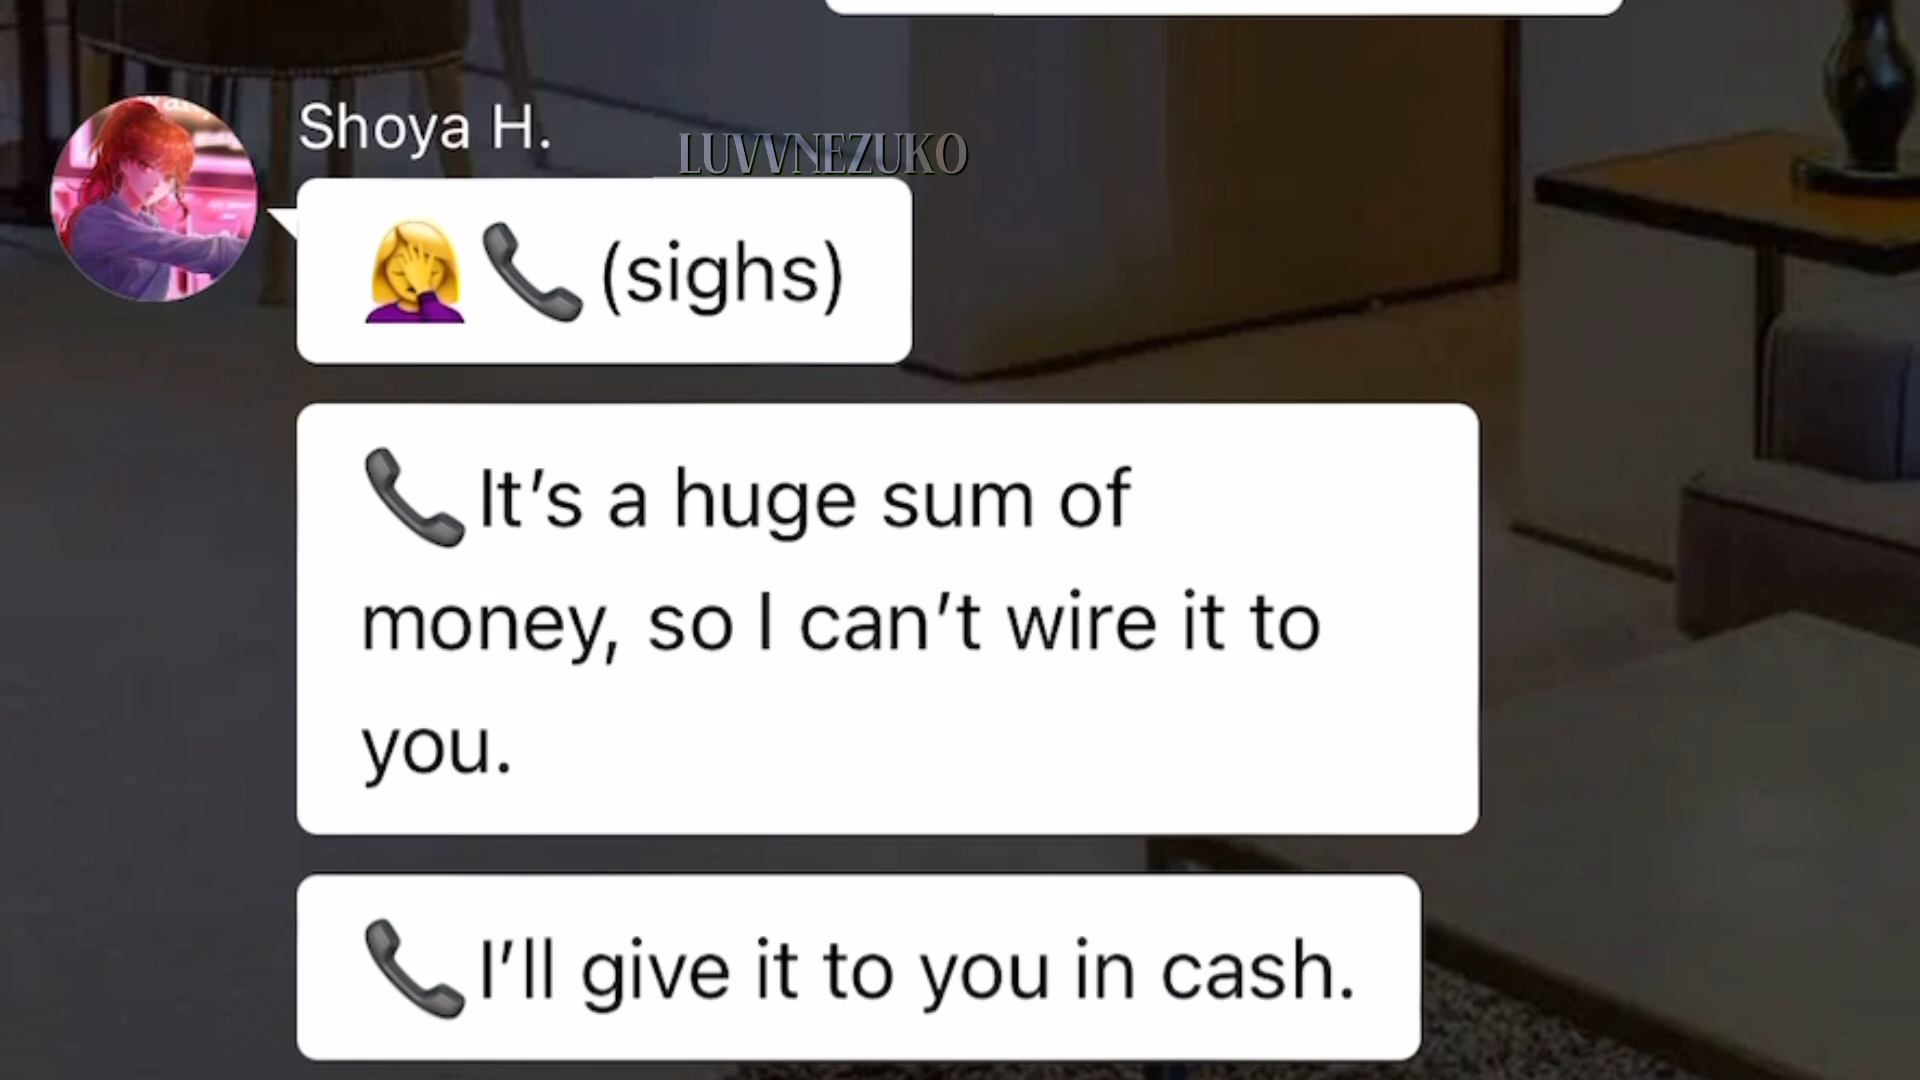 Shoya H.
LUVVNEZUKO
🤦‍♀️📞 (sighs)
📞 It’s a huge sum of
money, so I can’t wire it to
you.
📞 I’ll give it to you in cash.